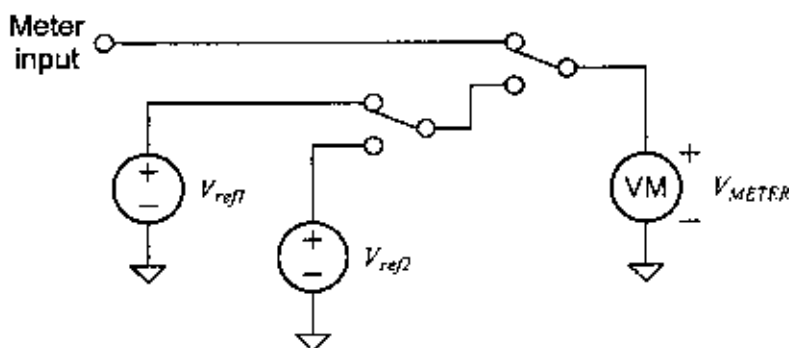 Meter
input
+
−
V_ref1
+
−
V_ref2
VM
+
−
V_METER